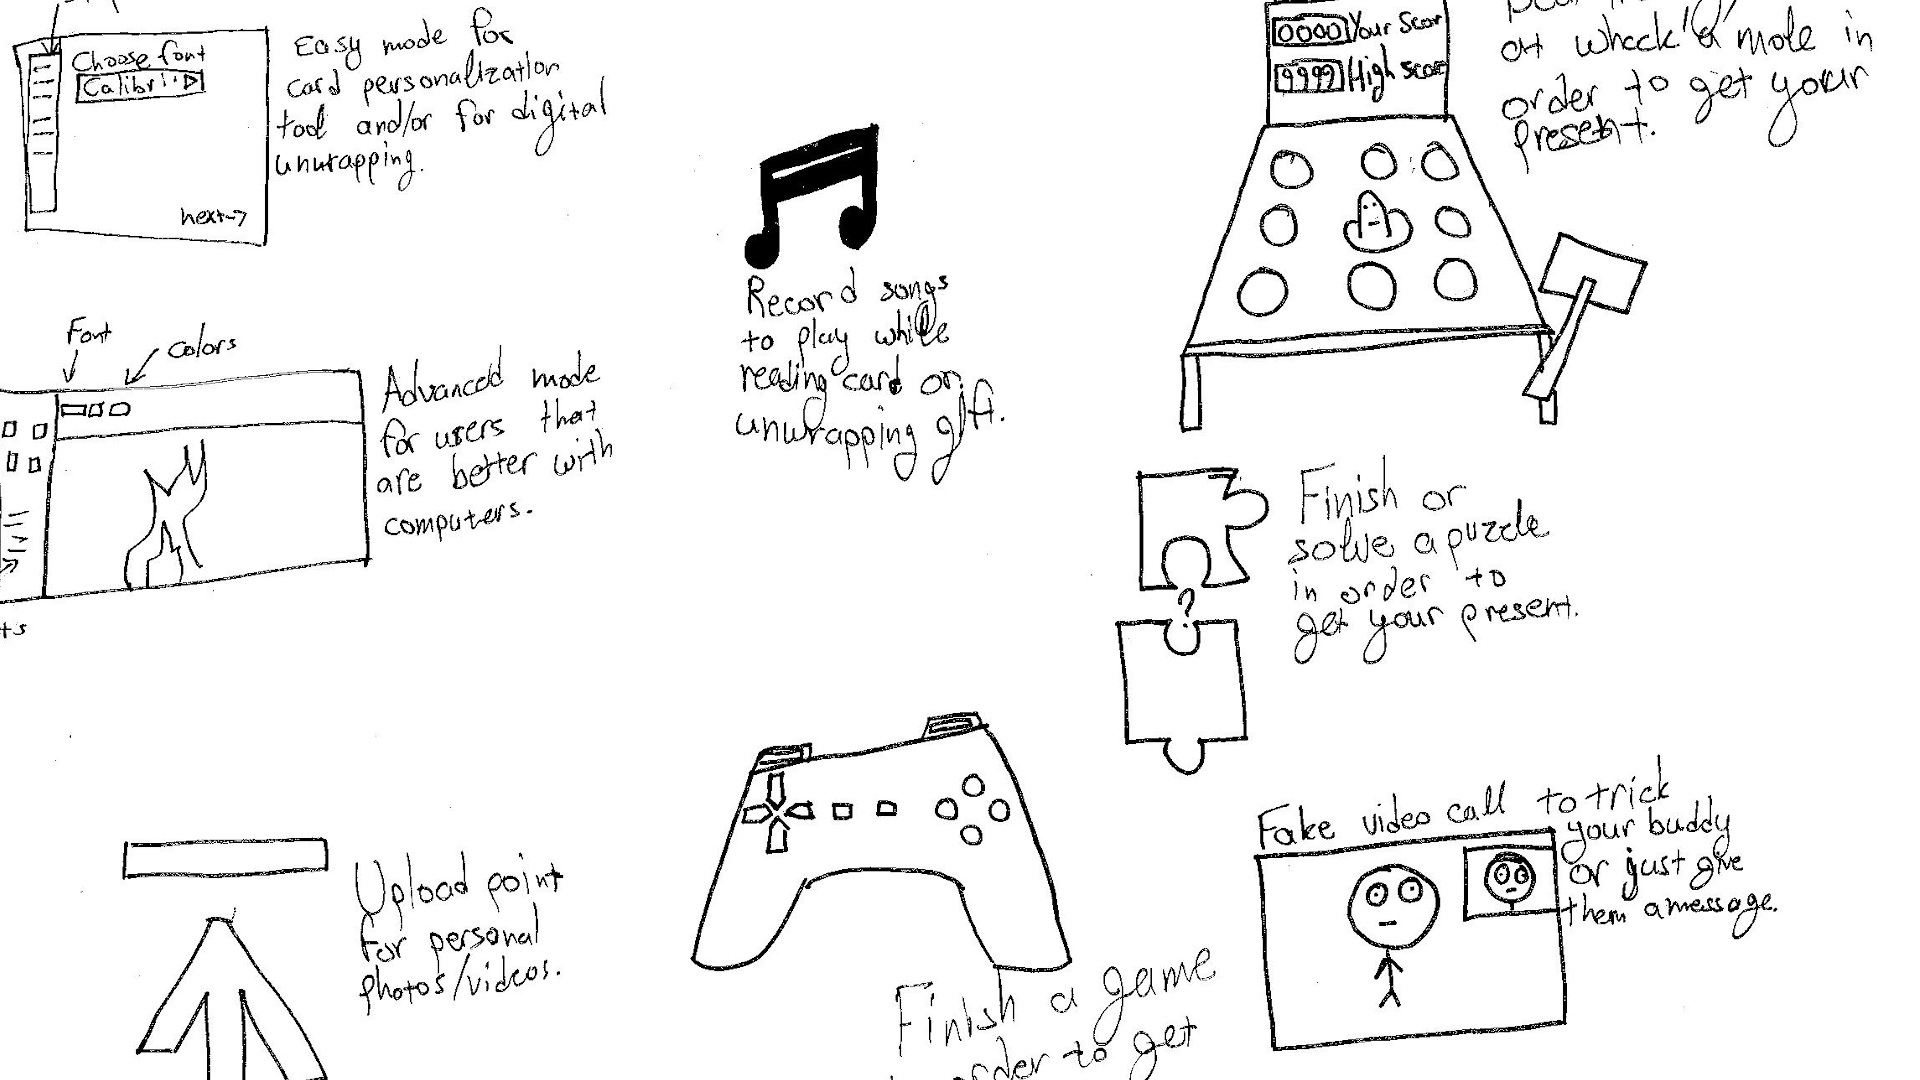 Choose font
Calibri
next→
Easy mode for
card personalization
tool and/or for digital
unwrapping.
Font
colors
Advanced mode
for users that
are better with
computers.
ts
Upload point
for personal
photos/videos.
Record songs
to play while
reading card or
unwrapping gift.
Finish a game
order to get
0000 Your Scor
9999 High scor
at whack a mole in
order to get your
present.
?
Finish or
solve a puzzle
in order to
get your present.
Fake video call to trick
your buddy
or just give
them a message.